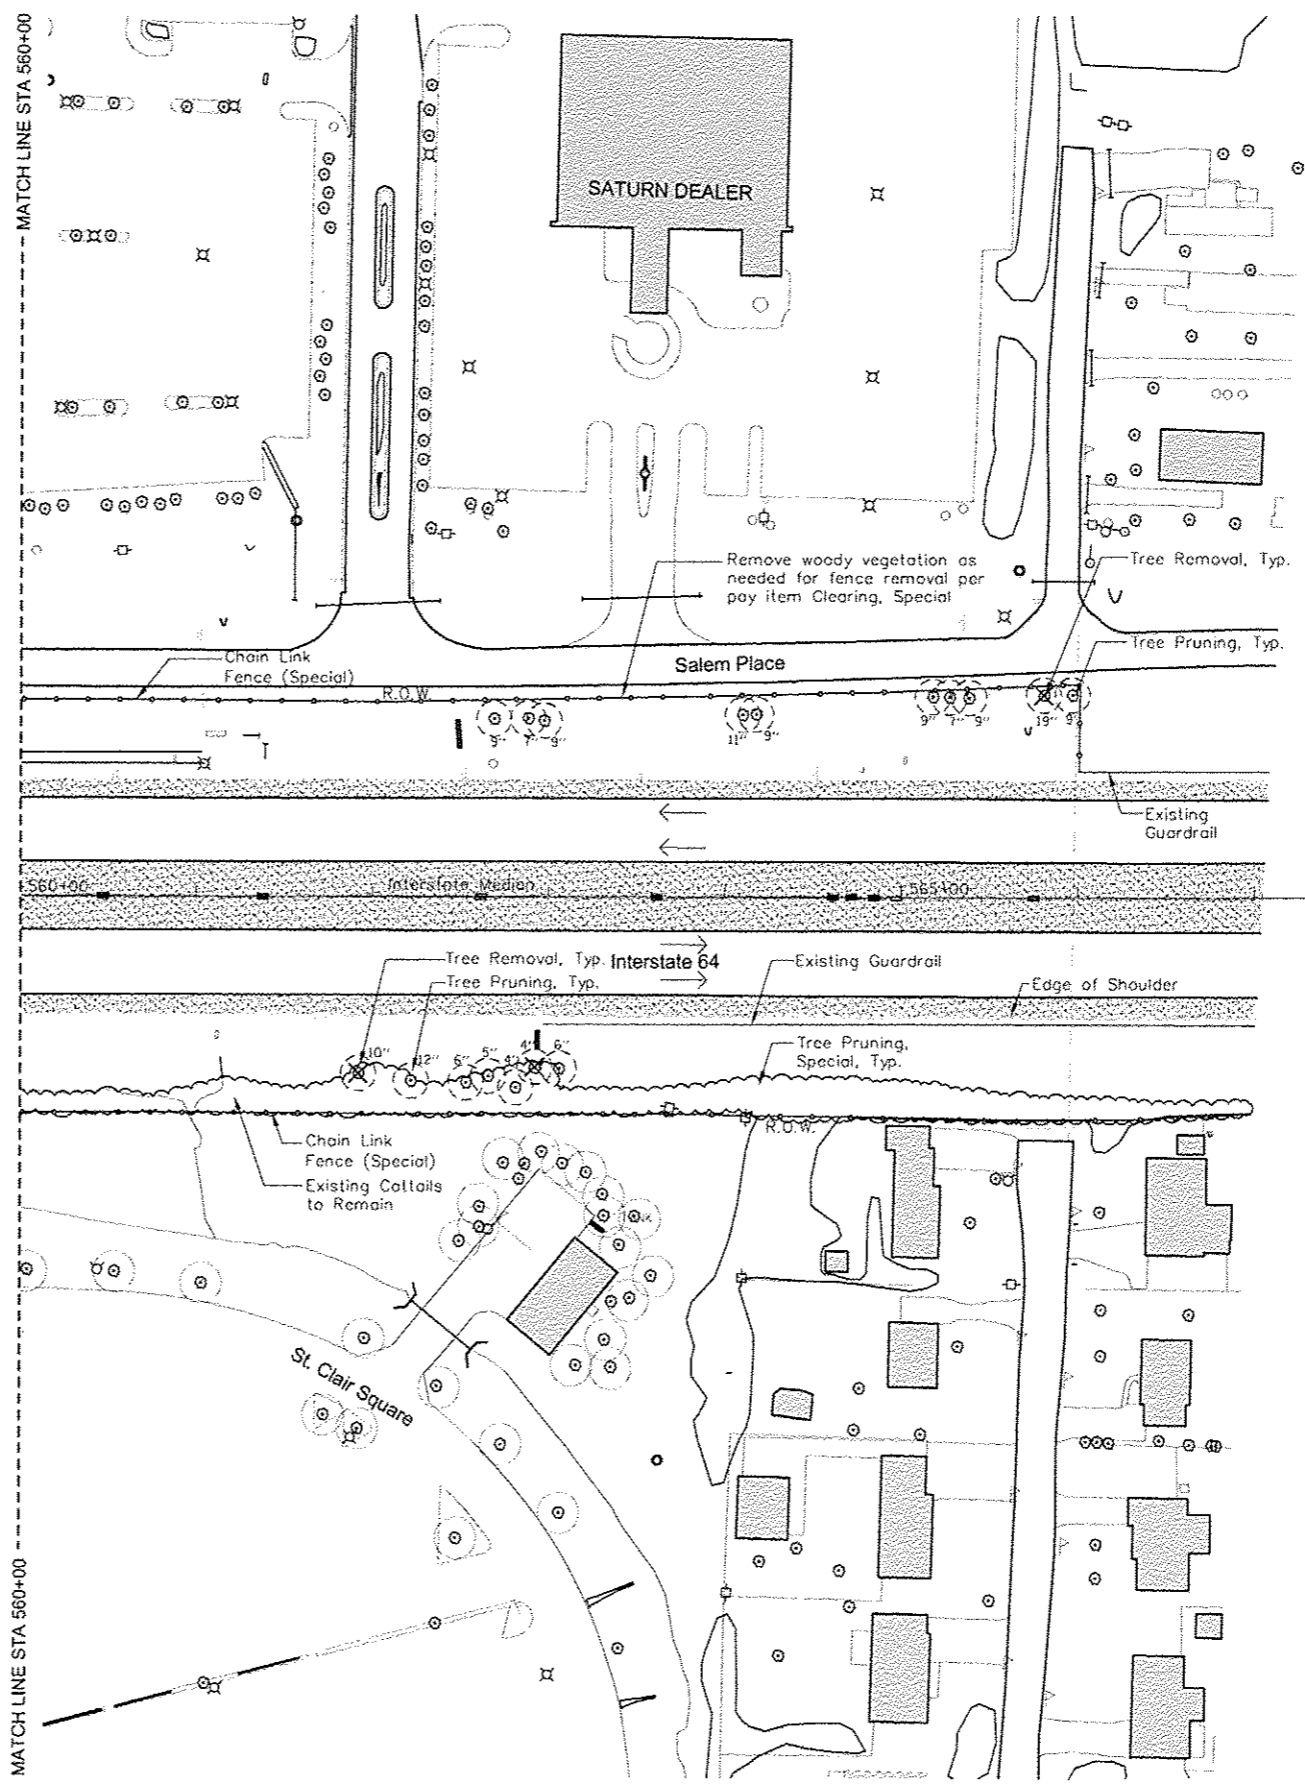 MATCH LINE STA 560+00
SATURN DEALER
Remove woody vegetation as
needed for fence removal per
pay item Clearing, Special
Tree Removal, Typ.
Chain Link
Fence (Special)
Salem Place
Tree Pruning, Typ.
R.O.W.
9" 7" 9"
11" 9"
9" 7" 9"
19" 9"
Existing
Guardrail
560+00
Interstate Median
565+00
Tree Removal, Typ.
Interstate 64
Existing Guardrail
Tree Pruning, Typ.
Edge of Shoulder
10" 12" 6" 5" 4" 4" 6"
Tree Pruning,
Special, Typ.
R.O.W.
Chain Link
Fence (Special)
Existing Cattails
to Remain
St. Clair Square
MATCH LINE STA 560+00